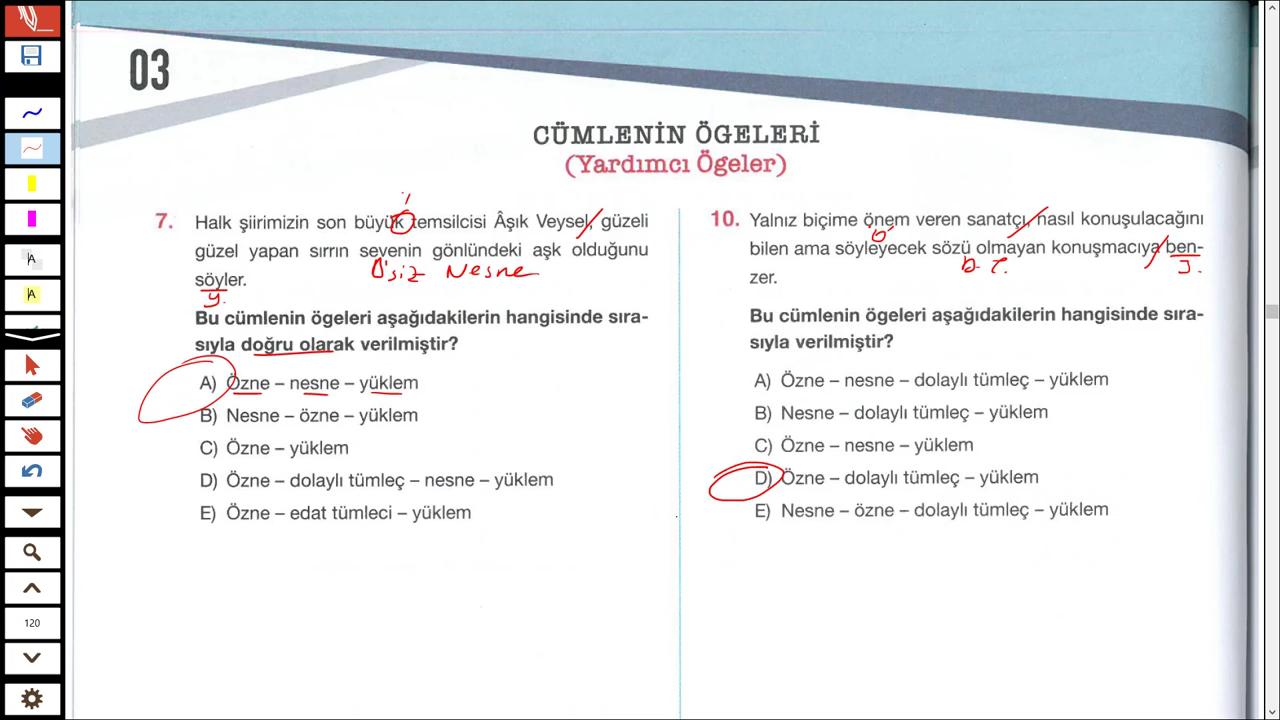 03
CÜMLENİN ÖGELERİ
(Yardımcı Ögeler)
7. Halk şiirimizin son büyük temsilcisi Âşık Veysel, güzeli
güzel yapan sırrın sevenin gönlündeki aşk olduğunu
söyler.
Ö
B'siz Nesne
y.
Bu cümlenin ögeleri aşağıdakilerin hangisinde sıra-
sıyla doğru olarak verilmiştir?
A) Özne – nesne – yüklem
B) Nesne – özne – yüklem
C) Özne – yüklem
D) Özne – dolaylı tümleç – nesne – yüklem
E) Özne – edat tümleci – yüklem
10. Yalnız biçime önem veren sanatçı, nasıl konuşulacağını
bilen ama söyleyecek sözü olmayan konuşmacıya ben-
zer.
ö
D. T.
y.
Bu cümlenin ögeleri aşağıdakilerin hangisinde sıra-
sıyla verilmiştir?
A) Özne – nesne – dolaylı tümleç – yüklem
B) Nesne – dolaylı tümleç – yüklem
C) Özne – nesne – yüklem
D) Özne – dolaylı tümleç – yüklem
E) Nesne – özne – dolaylı tümleç – yüklem
A
A
120